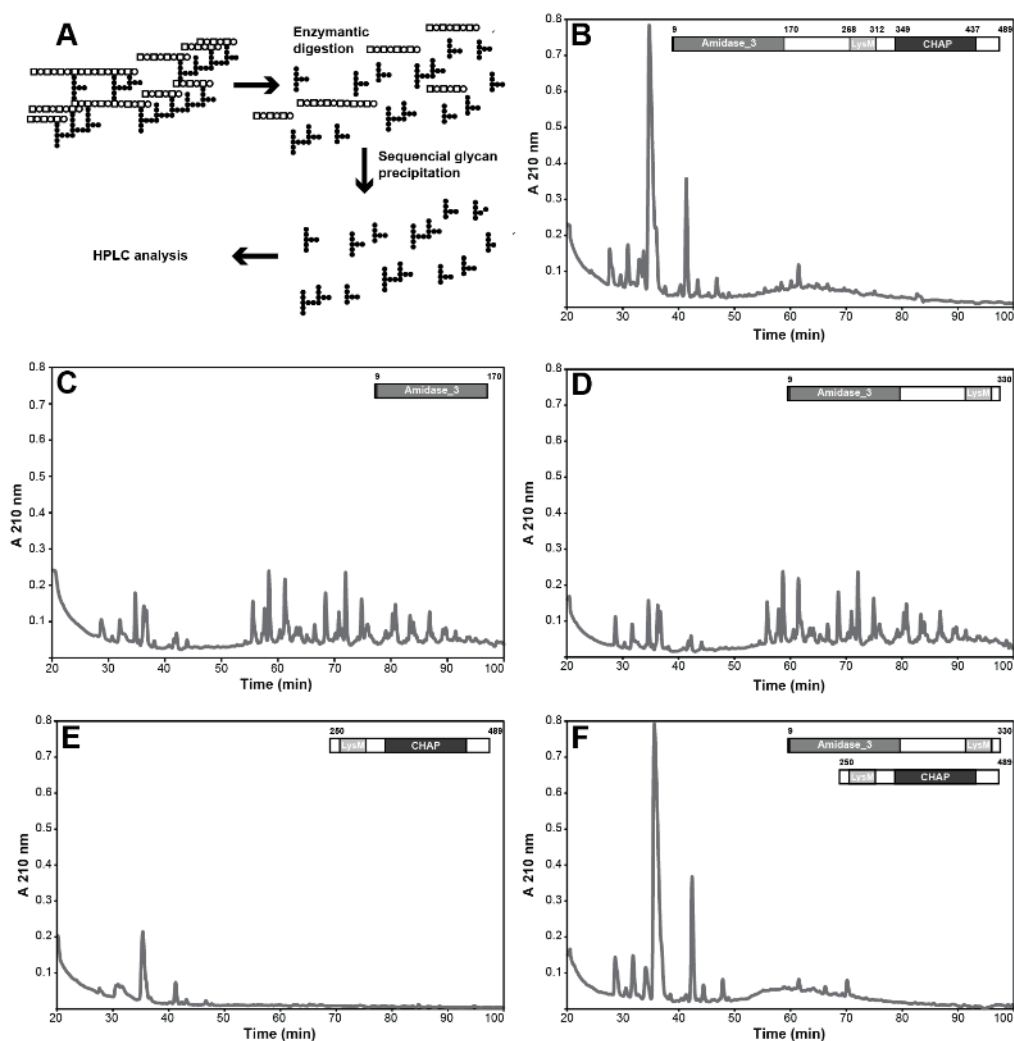 A
Enzymantic
digestion
Sequencial glycan
precipitation
HPLC analysis
B
9 170 268 312 349 437 489
Amidase_3 LysM CHAP
A 210 nm
0.8
0.7
0.6
0.5
0.4
0.3
0.2
0.1
20 30 40 50 60 70 80 90 100
Time (min)
C
9 170
Amidase_3
A 210 nm
0.8
0.7
0.6
0.5
0.4
0.3
0.2
0.1
20 30 40 50 60 70 80 90 100
Time (min)
D
9 330
Amidase_3 LysM
A 210 nm
0.8
0.7
0.6
0.5
0.4
0.3
0.2
0.1
20 30 40 50 60 70 80 90 100
Time (min)
E
250 489
LysM CHAP
A 210 nm
0.8
0.7
0.6
0.5
0.4
0.3
0.2
0.1
20 30 40 50 60 70 80 90 100
Time (min)
F
9 330
Amidase_3 LysM
250 489
LysM CHAP
A 210 nm
0.8
0.7
0.6
0.5
0.4
0.3
0.2
0.1
20 30 40 50 60 70 80 90 100
Time (min)